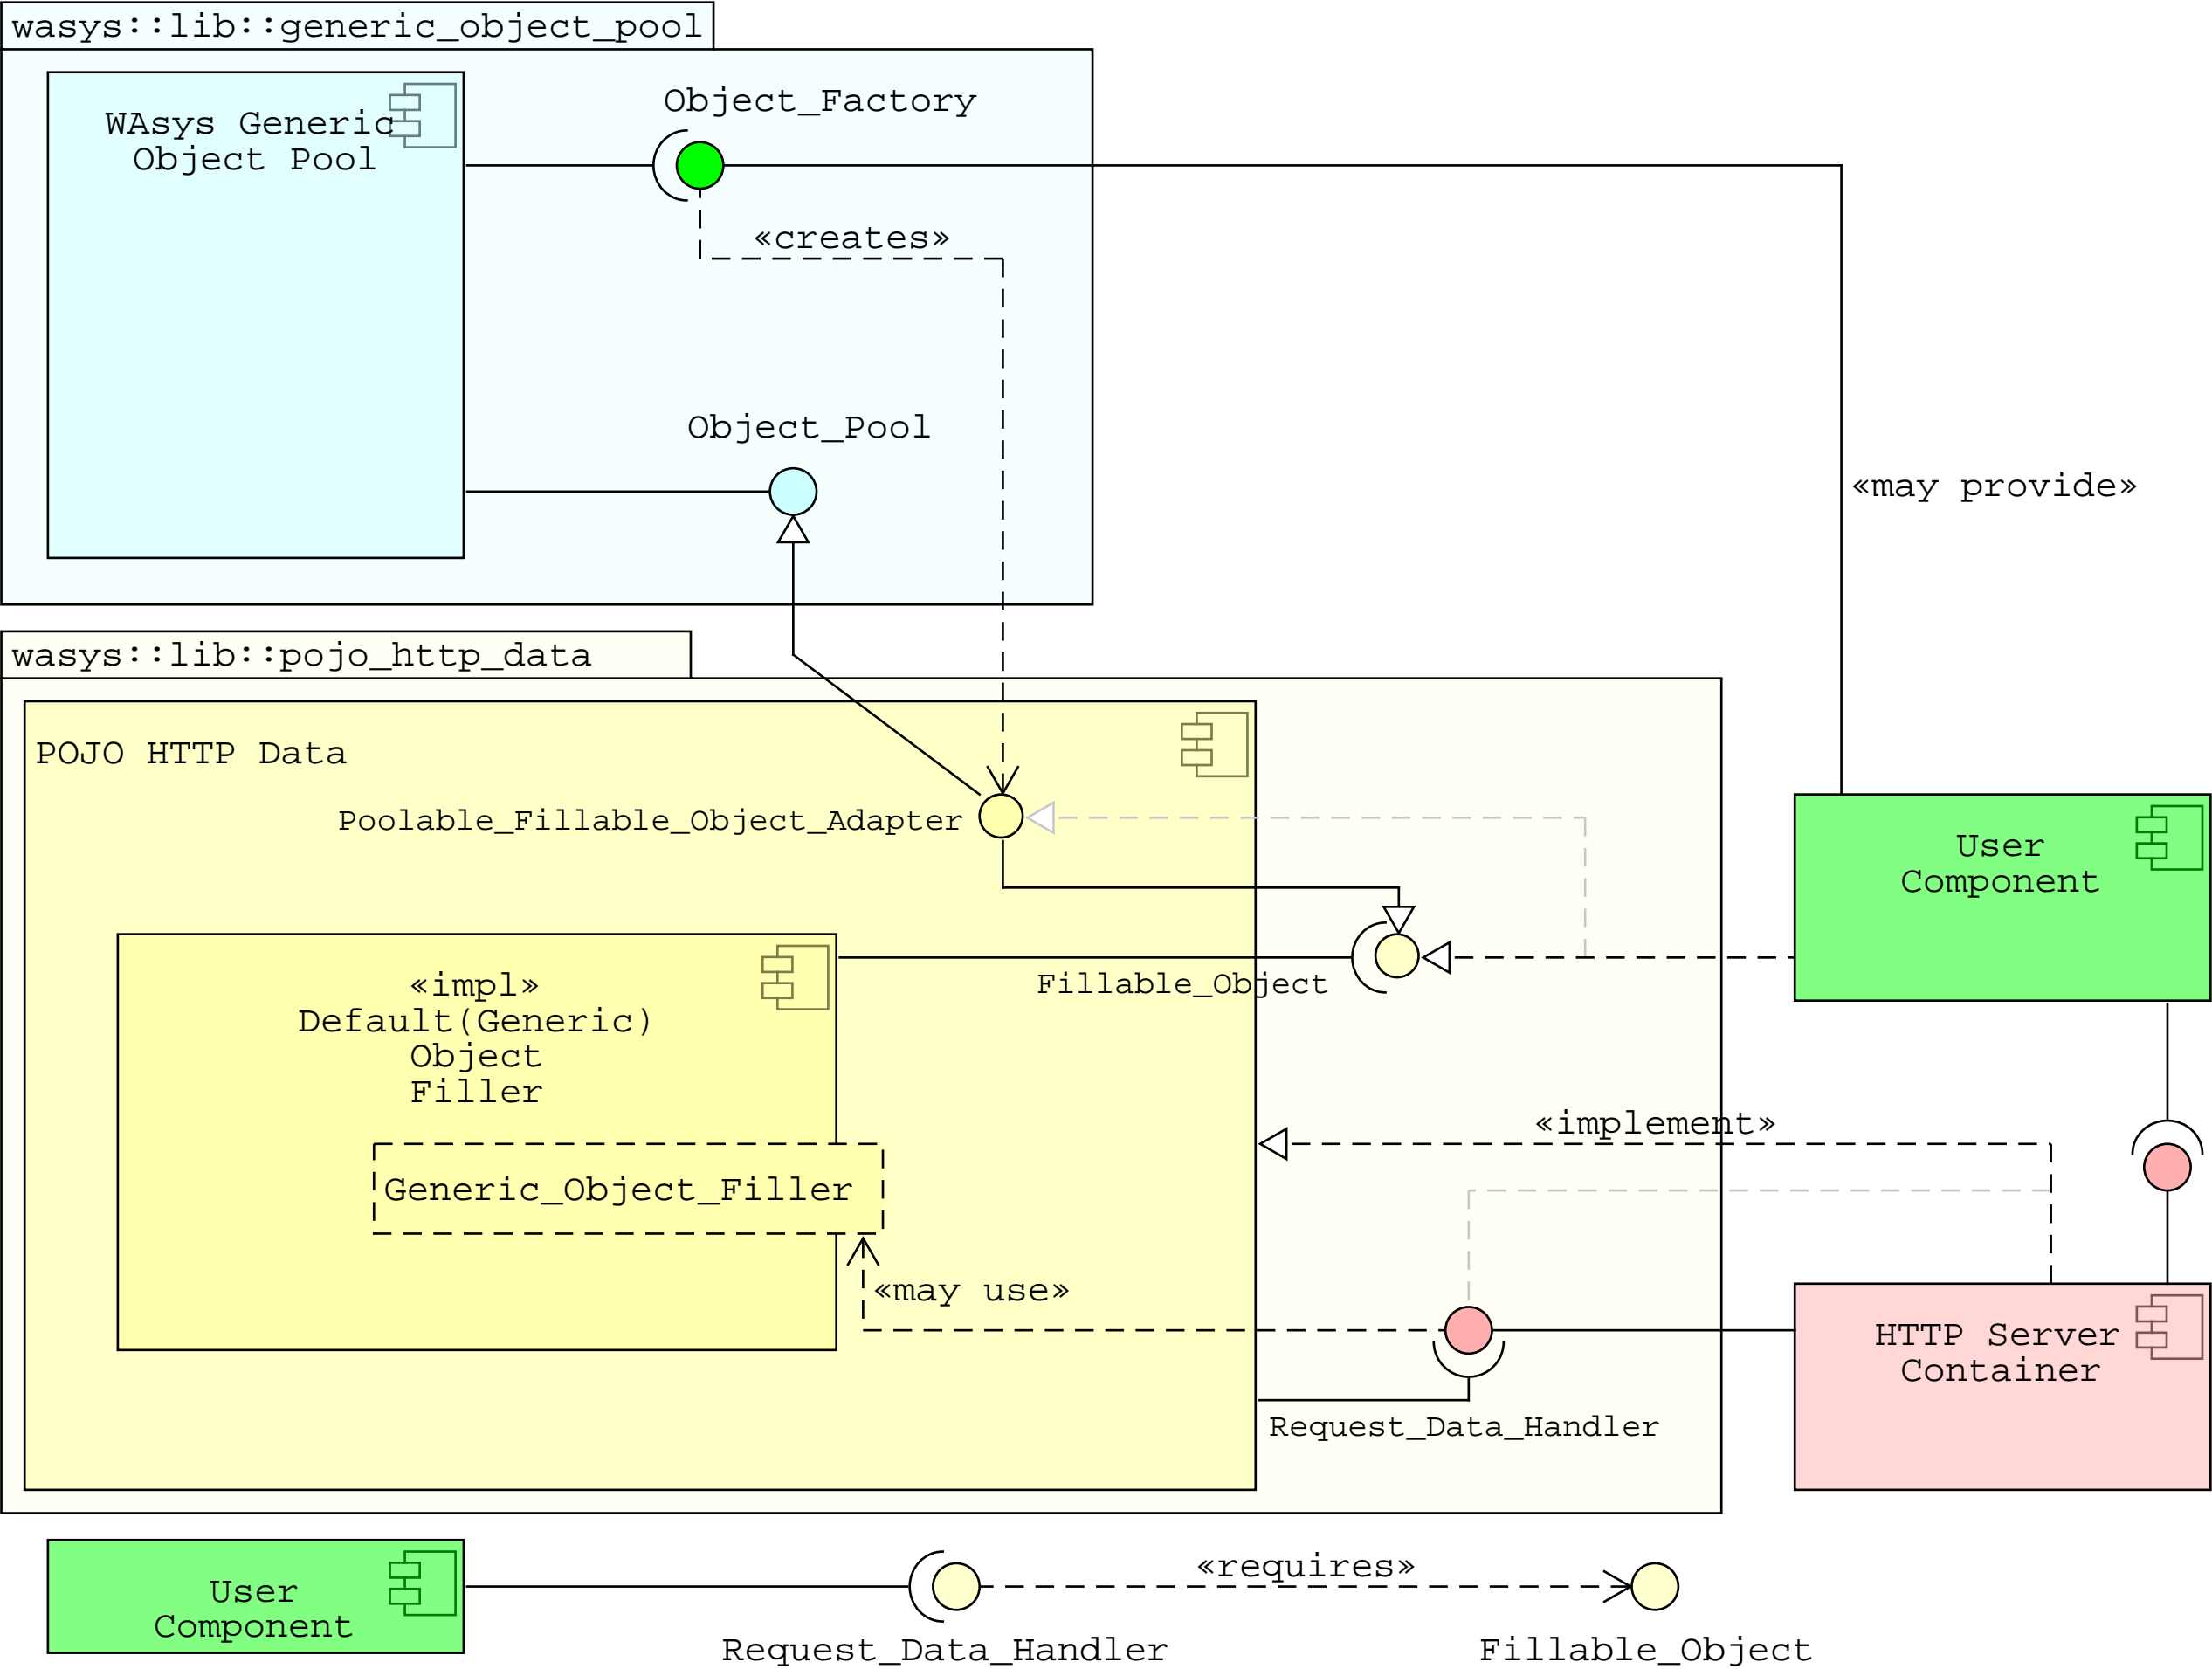 wasys::lib::generic_object_pool
Object_Factory
WAsys Generic
Object Pool
«creates»
Object_Pool
«may provide»
wasys::lib::pojo_http_data
POJO HTTP Data
Poolable_Fillable_Object_Adapter
User
Component
Fillable_Object
«impl»
Default(Generic)
Object
Filler
«implement»
Generic_Object_Filler
«may use»
HTTP Server
Container
Request_Data_Handler
«requires»
User
Component
Request_Data_Handler
Fillable_Object